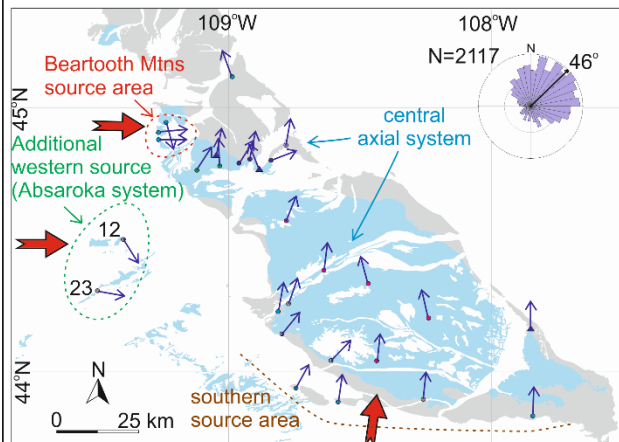 109°W
108°W
N=2117
N
46°
Beartooth Mtns
source area
45°N
central
axial system
Additional
western source
(Absaroka system)
12
23
44°N
N
0 25 km
southern
source area